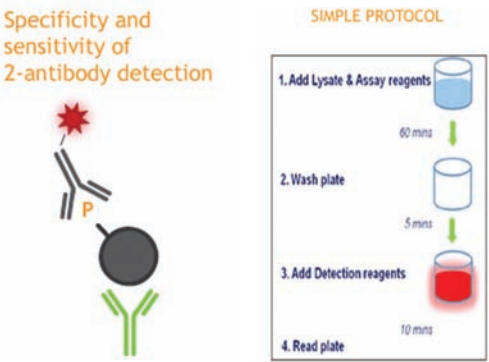 Specificity and
sensitivity of
2-antibody detection
P
SIMPLE PROTOCOL
1. Add Lysate & Assay reagents
60 mins
2. Wash plate
5 mins
3. Add Detection reagents
10 mins
4. Read plate